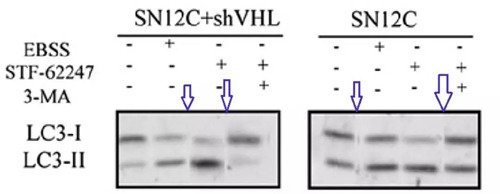 SN12C+shVHL SN12C
EBSS - + - - - + - -
STF-62247 - - + + - - + +
3-MA - - - + - - - +
LC3-I
LC3-II